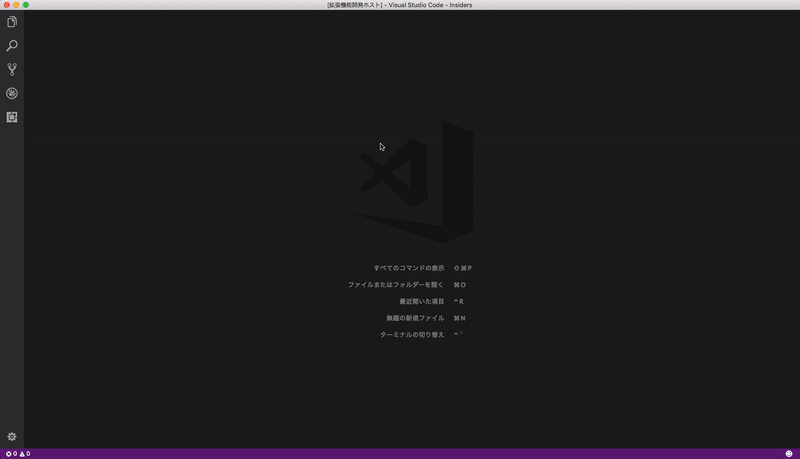 [拡張機能開発ホスト] - Visual Studio Code - Insiders
すべてのコマンドの表示 ⇧⌘P
ファイルまたはフォルダーを開く ⌘O
最近開いた項目 ^R
無題の新規ファイル ⌘N
ターミナルの切り替え ^`
0 0